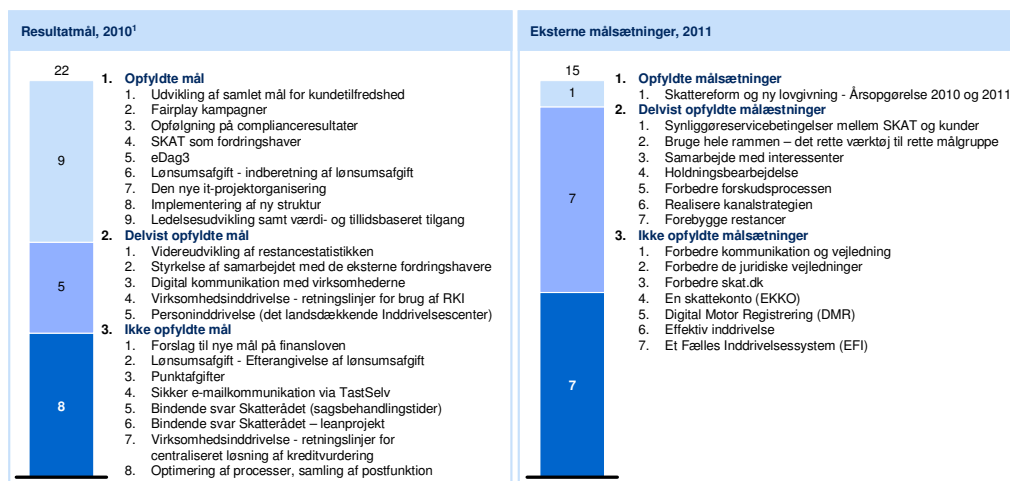 Resultatmål, 2010¹
22
9
5
8
1. Opfyldte mål
1. Udvikling af samlet mål for kundetilfredshed
2. Fairplay kampagner
3. Opfølgning på complianceresultater
4. SKAT som fordringshaver
5. eDag3
6. Lønsumsafgift - indberetning af lønsumsafgift
7. Den nye it-projektorganisering
8. Implementering af ny struktur
9. Ledelsesudvikling samt værdi- og tillidsbaseret tilgang
2. Delvist opfyldte mål
1. Videreudvikling af restancestatistikken
2. Styrkelse af samarbejdet med de eksterne fordringshavere
3. Digital kommunikation med virksomhederne
4. Virksomhedsinddrivelse - retningslinjer for brug af RKI
5. Personinddrivelse (det landsdækkende Inddrivelsescenter)
3. Ikke opfyldte mål
1. Forslag til nye mål på finansloven
2. Lønsumsafgift - Efterangivelse af lønsumsafgift
3. Punktafgifter
4. Sikker e-mailkommunikation via TastSelv
5. Bindende svar Skatterådet (sagsbehandlingstider)
6. Bindende svar Skatterådet – leanprojekt
7. Virksomhedsinddrivelse - retningslinjer for
centraliseret løsning af kreditvurdering
8. Optimering af processer, samling af postfunktion
Eksterne målsætninger, 2011
15
1
7
7
1. Opfyldte målsætninger
1. Skattereform og ny lovgivning - Årsopgørelse 2010 og 2011
2. Delvist opfyldte målæstninger
1. Synliggøreservicebetingelser mellem SKAT og kunder
2. Bruge hele rammen – det rette værktøj til rette målgruppe
3. Samarbejde med interessenter
4. Holdningsbearbejdelse
5. Forbedre forskudsprocessen
6. Realisere kanalstrategien
7. Forebygge restancer
3. Ikke opfyldte målsætninger
1. Forbedre kommunikation og vejledning
2. Forbedre de juridiske vejledninger
3. Forbedre skat.dk
4. En skattekonto (EKKO)
5. Digital Motor Registrering (DMR)
6. Effektiv inddrivelse
7. Et Fælles Inddrivelsessystem (EFI)